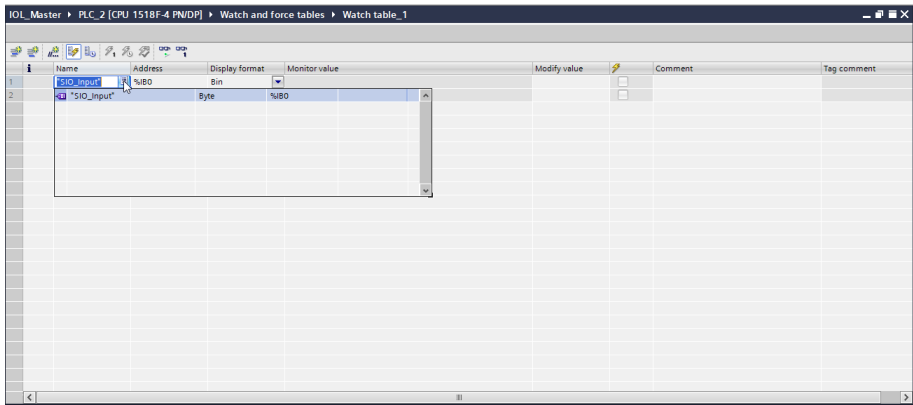 IOL_Master ▸ PLC_2 [CPU 1518F-4 PN/DP] ▸ Watch and force tables ▸ Watch table_1
i Name Address Display format Monitor value Modify value Comment Tag comment
1 "SIO_Input" %IB0 Bin
2 "SIO_Input" Byte %IB0